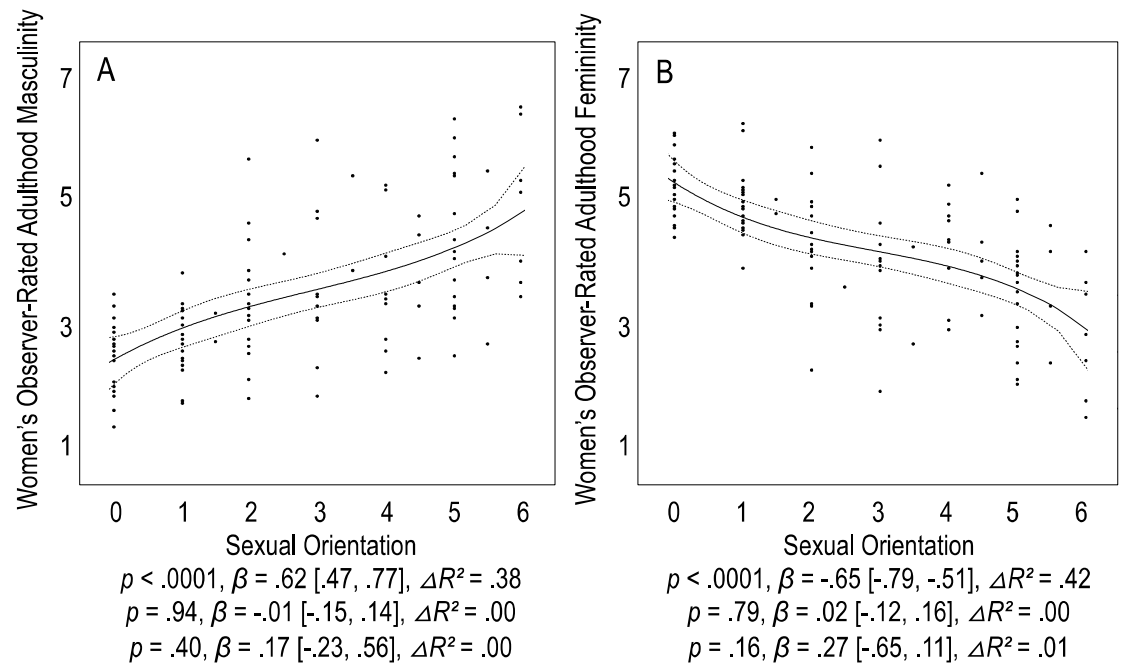 Women's Observer-Rated Adulthood Masculinity
A
7
5
3
1
0 1 2 3 4 5 6
Sexual Orientation
p < .0001, β = .62 [.47, .77], ΔR² = .38
p = .94, β = -.01 [-.15, .14], ΔR² = .00
p = .40, β = .17 [-.23, .56], ΔR² = .00
Women's Observer-Rated Adulthood Femininity
B
7
5
3
1
0 1 2 3 4 5 6
Sexual Orientation
p < .0001, β = -.65 [-.79, -.51], ΔR² = .42
p = .79, β = .02 [-.12, .16], ΔR² = .00
p = .16, β = .27 [-.65, .11], ΔR² = .01